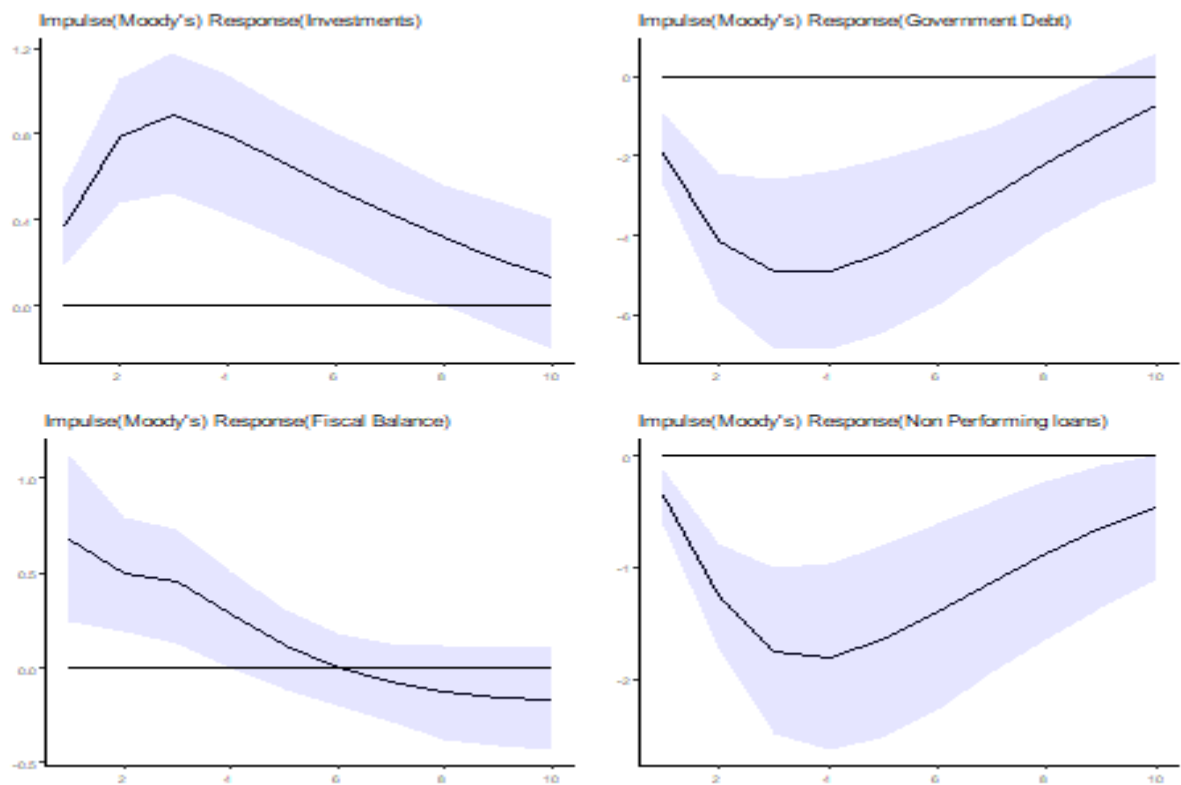 Impulse(Moody's) Response(Investments)
1.2
0.8
0.4
0.0
2 4 6 8 10
Impulse(Moody's) Response(Government Debt)
0
-2
-4
-6
2 4 6 8 10
Impulse(Moody's) Response(Fiscal Balance)
1.0
0.5
0.0
-0.5
2 4 6 8 10
Impulse(Moody's) Response(Non Performing loans)
0
-1
-2
2 4 6 8 10